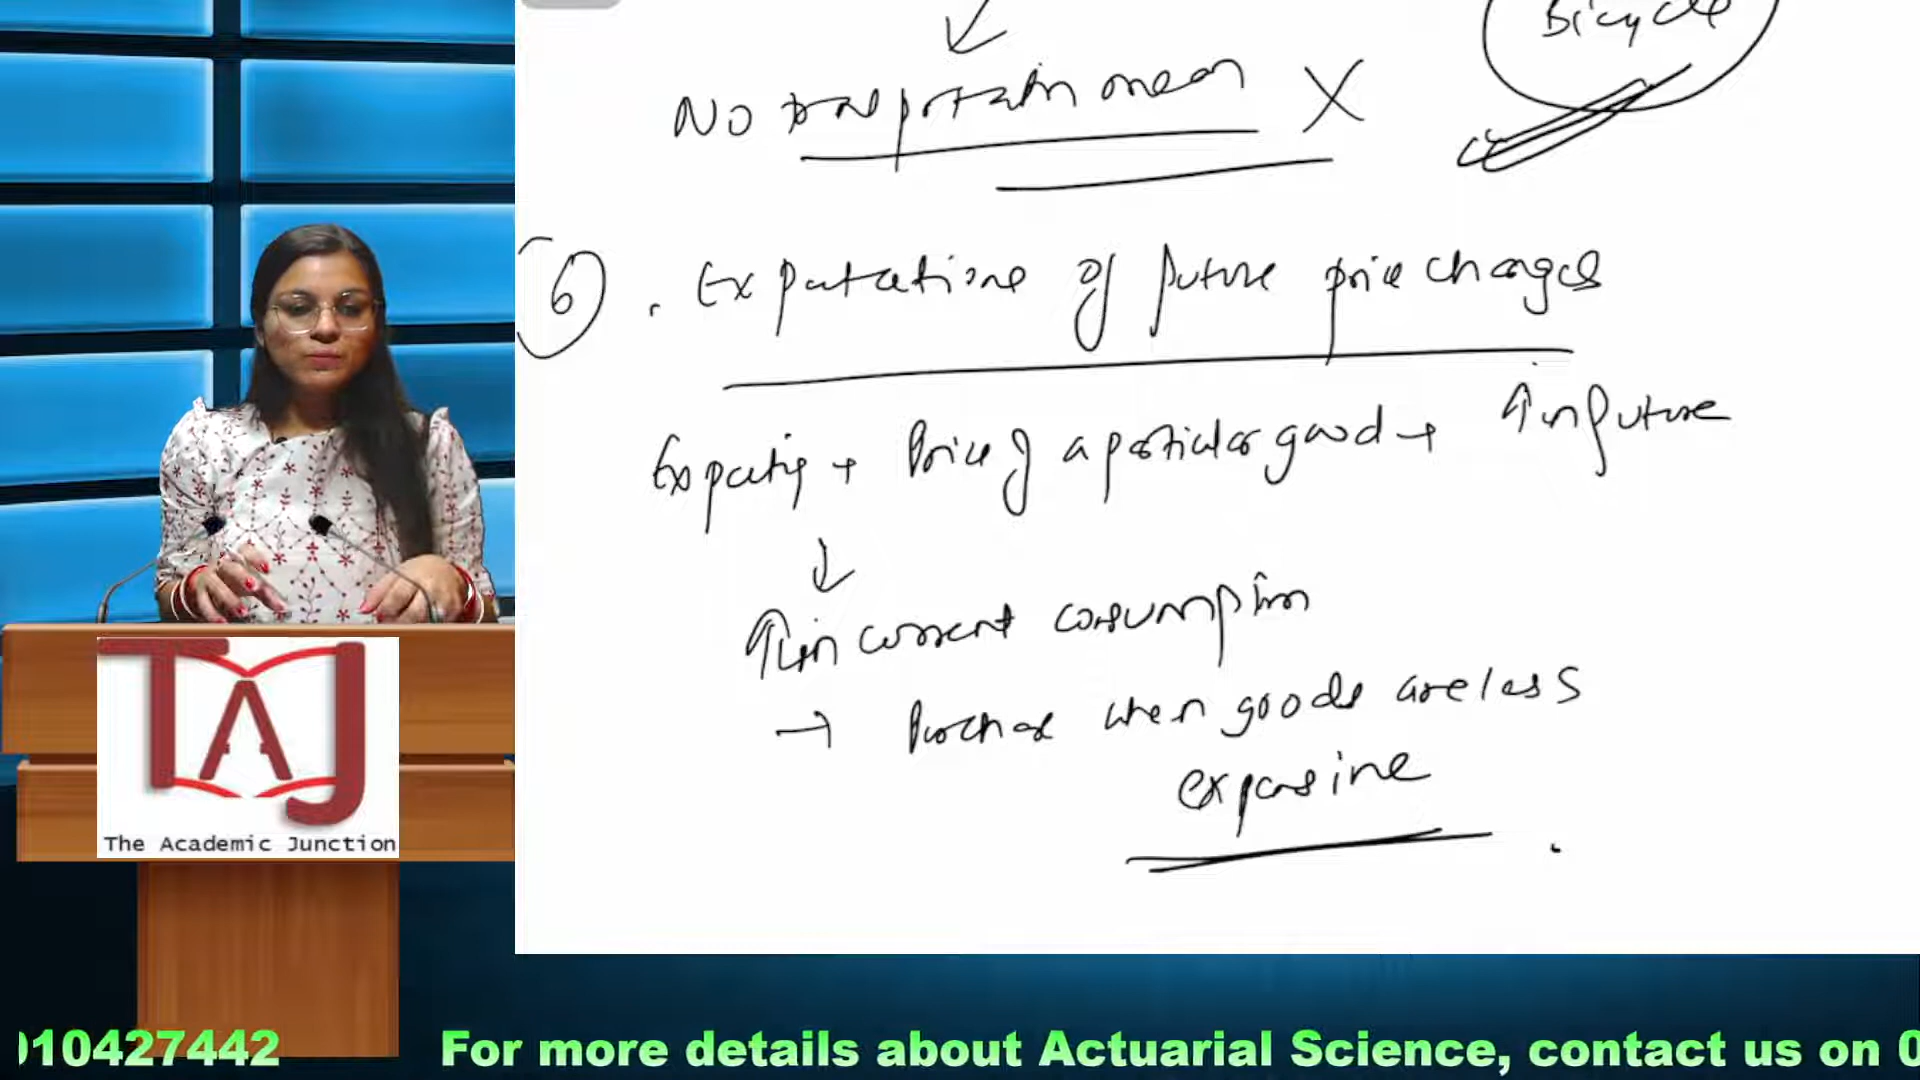 Bicycle
No transportation mean X
6. Expectations of future price changes
Expecting → Price of a particular good → ↑ in future
↓
↑ in current consumption
→ Purchase when goods are less
expensive
TAJ
The Academic Junction
010427442 For more details about Actuarial Science, contact us on 0